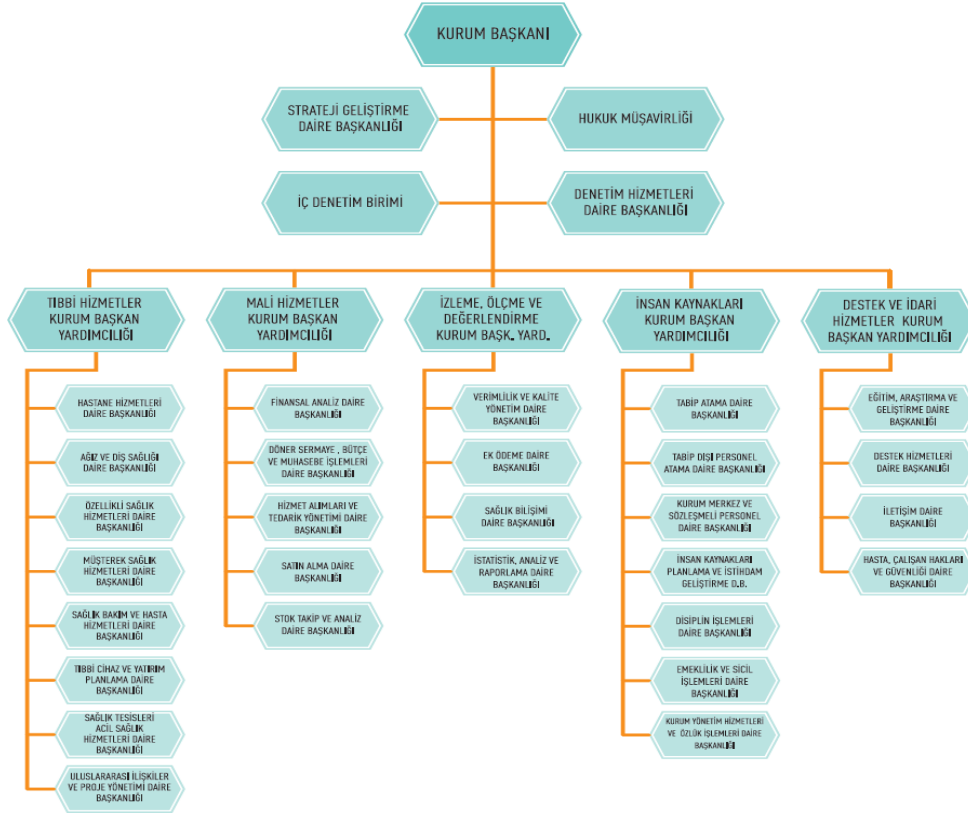 KURUM BAŞKANI
STRATEJİ GELİŞTİRME
DAİRE BAŞKANLIĞI
HUKUK MÜŞAVİRLİĞİ
İÇ DENETİM BİRİMİ
DENETİM HİZMETLERİ
DAİRE BAŞKANLIĞI
TIBBİ HİZMETLER
KURUM BAŞKAN
YARDIMCILIĞI
HASTANE HİZMETLERİ
DAİRE BAŞKANLIĞI
AĞIZ VE DİŞ SAĞLIĞI
DAİRE BAŞKANLIĞI
ÖZELLİKLİ SAĞLIK
HİZMETLERİ DAİRE
BAŞKANLIĞI
MÜŞTEREK SAĞLIK
HİZMETLERİ DAİRE
BAŞKANLIĞI
SAĞLIK BAKIM VE HASTA
HİZMETLERİ DAİRE
BAŞKANLIĞI
TIBBİ CİHAZ VE YATIRIM
PLANLAMA DAİRE
BAŞKANLIĞI
SAĞLIK TESİSLERİ
ACİL SAĞLIK
HİZMETLERİ DAİRE
BAŞKANLIĞI
ULUSLARARASI İLİŞKİLER
VE PROJE YÖNETİMİ DAİRE
BAŞKANLIĞI
MALİ HİZMETLER
KURUM BAŞKAN
YARDIMCILIĞI
FİNANSAL ANALİZ DAİRE
BAŞKANLIĞI
DÖNER SERMAYE , BÜTÇE
VE MUHASEBE İŞLEMLERİ
DAİRE BAŞKANLIĞI
HİZMET ALIMLARI VE
TEDARİK YÖNETİMİ DAİRE
BAŞKANLIĞI
SATIN ALMA DAİRE
BAŞKANLIĞI
STOK TAKİP VE ANALİZ
DAİRE BAŞKANLIĞI
İZLEME, ÖLÇME VE
DEĞERLENDİRME
KURUM BAŞK. YARD.
VERİMLİLİK VE KALİTE
YÖNETİM DAİRE
BAŞKANLIĞI
EK ÖDEME DAİRE
BAŞKANLIĞI
SAĞLIK BİLİŞİMİ
DAİRE BAŞKANLIĞI
İSTATİSTİK, ANALİZ VE
RAPORLAMA DAİRE
BAŞKANLIĞI
İNSAN KAYNAKLARI
KURUM BAŞKAN
YARDIMCILIĞI
TABİP ATAMA DAİRE
BAŞKANLIĞI
TABİP DIŞI PERSONEL
ATAMA DAİRE BAŞKANLIĞI
KURUM MERKEZ VE
SÖZLEŞMELİ PERSONEL
DAİRE BAŞKANLIĞI
İNSAN KAYNAKLARI
PLANLAMA VE İSTİHDAM
GELİŞTİRME D.B.
DİSİPLİN İŞLEMLERİ
DAİRE BAŞKANLIĞI
EMEKLİLİK VE SİCİL
İŞLEMLERİ DAİRE
BAŞKANLIĞI
KURUM YÖNETİM HİZMETLERİ
VE ÖZLÜK İŞLEMLERİ DAİRE
BAŞKANLIĞI
DESTEK VE İDARİ
HİZMETLER KURUM
BAŞKAN YARDIMCILIĞI
EĞİTİM, ARAŞTIRMA VE
GELİŞTİRME DAİRE
BAŞKANLIĞI
DESTEK HİZMETLERİ
DAİRE BAŞKANLIĞI
İLETİŞİM DAİRE
BAŞKANLIĞI
HASTA, ÇALIŞAN HAKLARI
VE GÜVENLİĞİ DAİRE
BAŞKANLIĞI